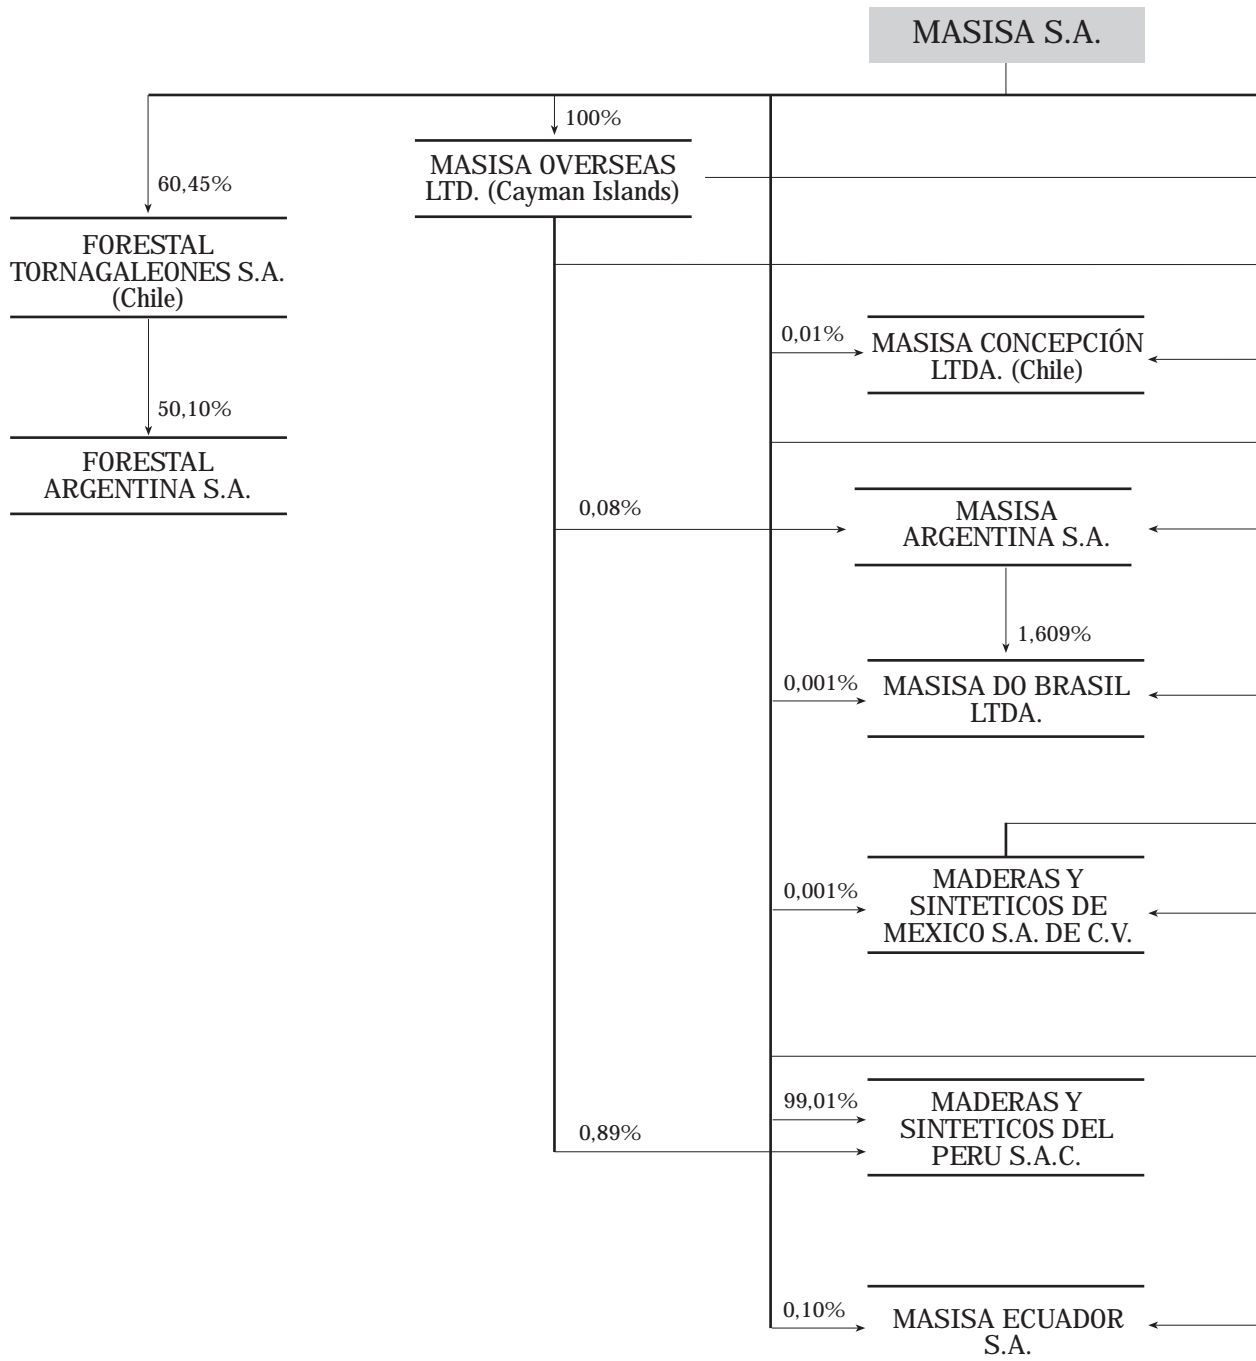 MASISA S.A.
100%
MASISA OVERSEAS
LTD. (Cayman Islands)
60,45%
FORESTAL
TORNAGALEONES S.A.
(Chile)
50,10%
FORESTAL
ARGENTINA S.A.
0,01%
MASISA CONCEPCIÓN
LTDA. (Chile)
0,08%
MASISA
ARGENTINA S.A.
1,609%
0,001%
MASISA DO BRASIL
LTDA.
0,001%
MADERAS Y
SINTETICOS DE
MEXICO S.A. DE C.V.
99,01%
0,89%
MADERAS Y
SINTETICOS DEL
PERU S.A.C.
0,10%
MASISA ECUADOR
S.A.